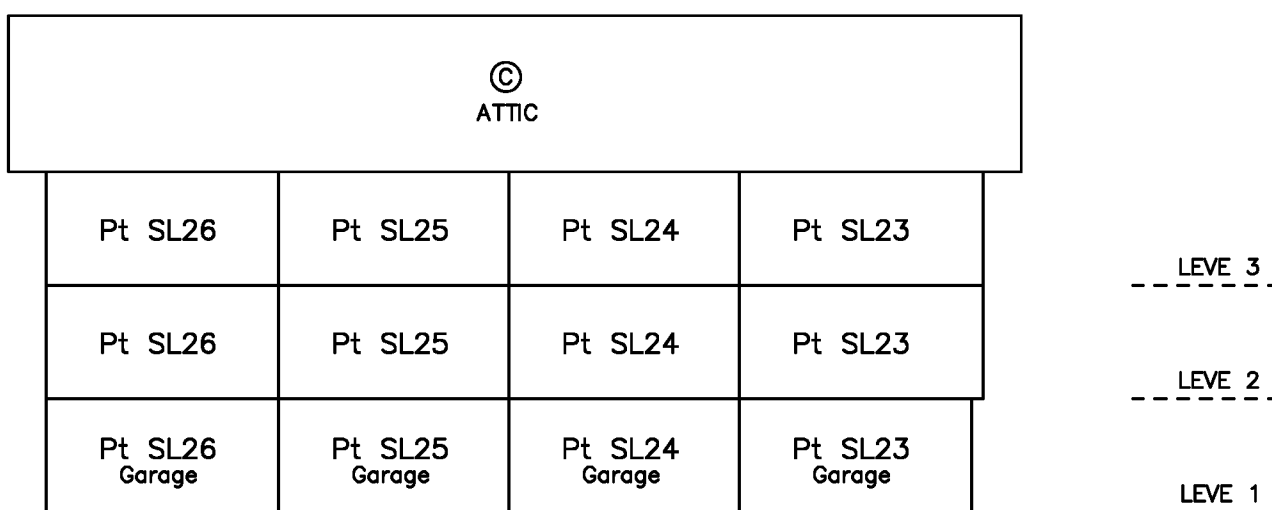 ©
ATTIC
Pt SL26 Pt SL25 Pt SL24 Pt SL23
LEVE 3
Pt SL26 Pt SL25 Pt SL24 Pt SL23
LEVE 2
Pt SL26 Pt SL25 Pt SL24 Pt SL23
Garage Garage Garage Garage
LEVE 1